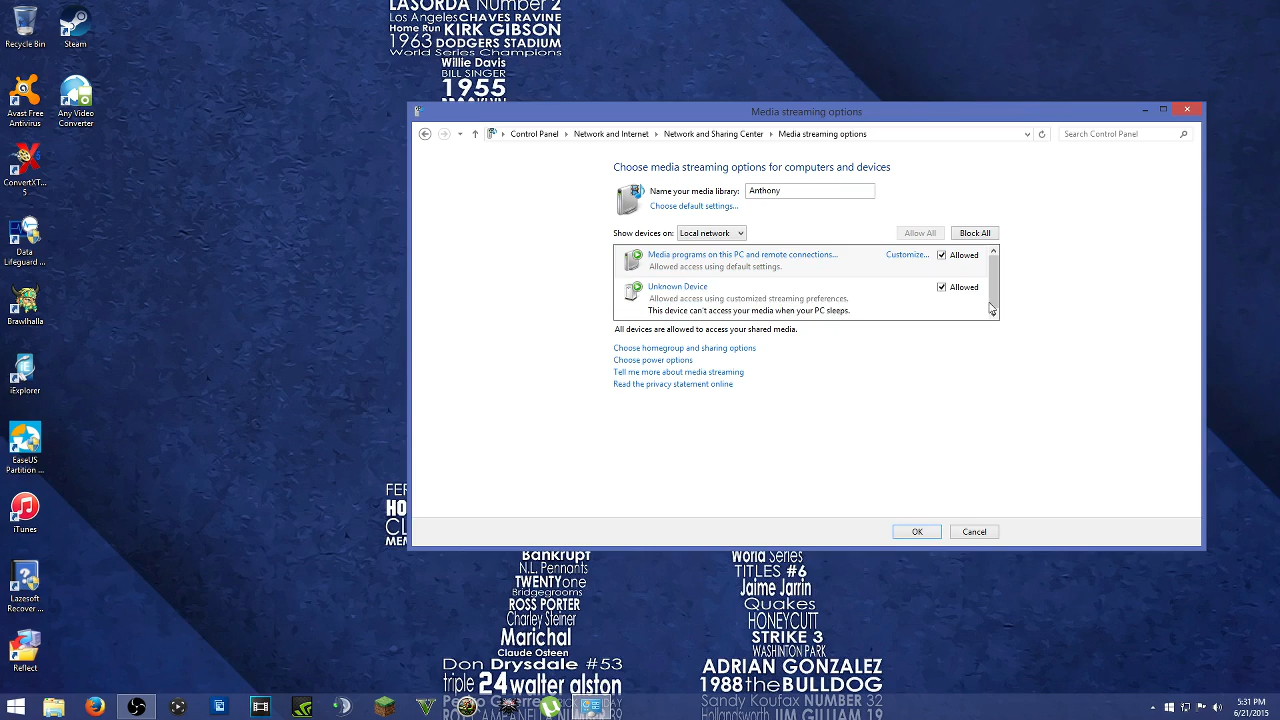 LASORDA Number 2
Los Angeles CHAVES RAVINE
Home Run KIRK GIBSON
1963 DODGERS STADIUM
World Series Champions
Willie Davis
BILL SINGER
1955
Recycle Bin
Steam
Avast Free
Antivirus
Any Video
Converter
ConvertXT...
5
Data
Lifeguard ...
Brawlhalla
iExplorer
EaseUS
Partition ...
iTunes
Lazesoft
Recover ...
Reflect
Media streaming options
Control Panel
Network and Internet
Network and Sharing Center
Media streaming options
Search Control Panel
Choose media streaming options for computers and devices
Name your media library:
Anthony
Choose default settings...
Show devices on:
Local network
Allow All
Block All
Media programs on this PC and remote connections...
Customize...
Allowed
Allowed access using default settings.
Unknown Device
Allowed
Allowed access using customized streaming preferences.
This device can't access your media when your PC sleeps.
All devices are allowed to access your shared media.
Choose homegroup and sharing options
Choose power options
Tell me more about media streaming
Read the privacy statement online
OK
Cancel
Bankrupt
N.L. Pennants
TWENTYone
Bridgegrooms
ROSS PORTER
Charley Steiner
Marichal
Claude Osteen
Don Drysdale #53
triple 24 walter alston
World Series
TITLES #6
Jaime Jarrin
Quakes
HONEYCUTT
STRIKE 3
WASHINTON PARK
ADRIAN GONZALEZ
1988 the BULLDOG
Sandy Koufax NUMBER 32
Hollandsworth JIM GILLIAM 19
5:31 PM
6/21/2015